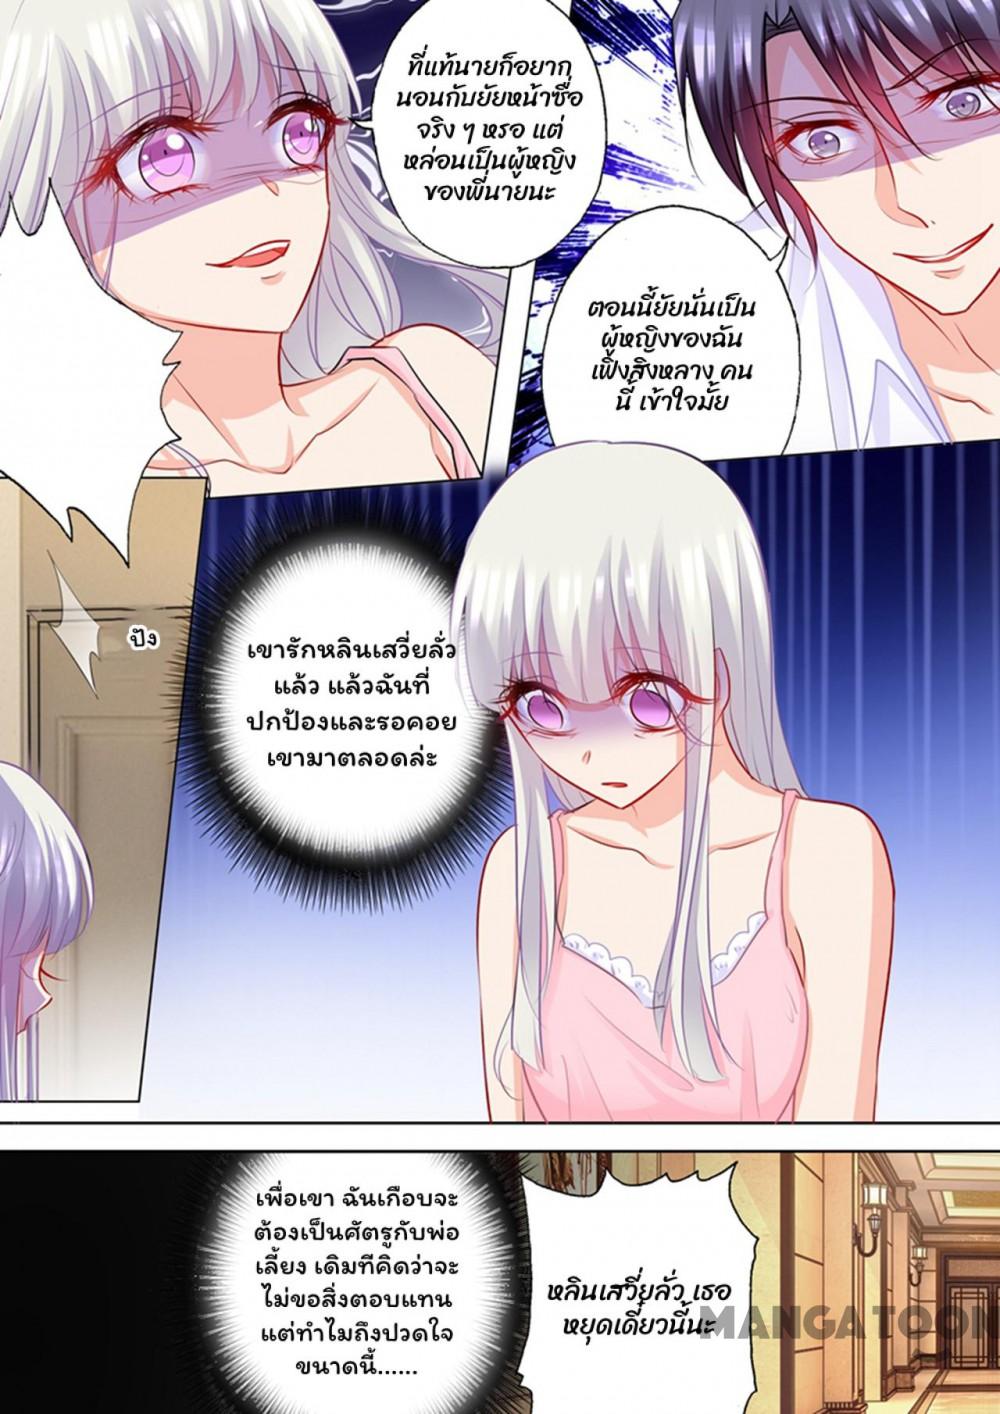 ที่แท้นายก็อยาก
นอนกับยัยหน้าซื่อ
จริง ๆ หรอ แต่
หล่อนเป็นผู้หญิง
ของพี่นายนะ
ตอนนี้ยัยนั่นเป็น
ผู้หญิงของฉัน
เฟิงสิงหลาง คน
นี้ เข้าใจมั้ย
ปัง
เขารักหลินเสวี่ยลั่ว
แล้ว แล้วฉันที่
ปกป้องและรอคอย
เขามาตลอดล่ะ
เพื่อเขา ฉันเกือบจะ
ต้องเป็นศัตรูกับพ่อ
เลี้ยง เดิมทีคิดว่าจะ
ไม่ขอสิ่งตอบแทน
แต่ทำไมถึงปวดใจ
ขนาดนี้......
หลินเสวี่ยลั่ว เธอ
หยุดเดี๋ยวนี้นะ
MANGATOON